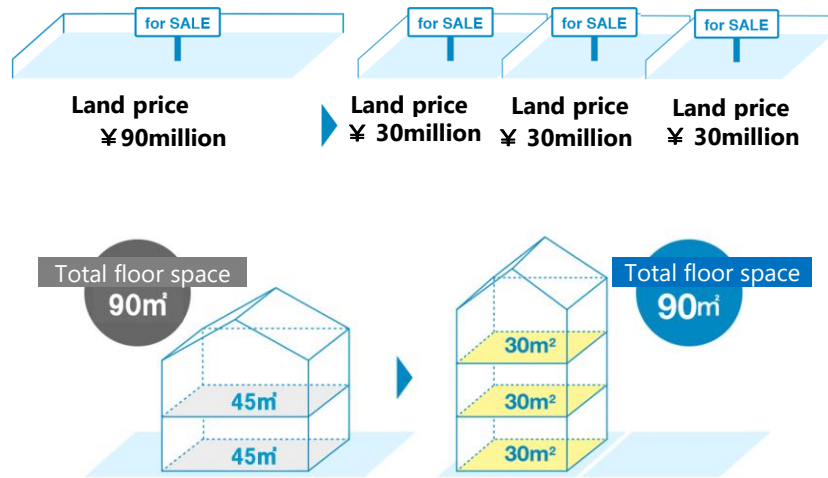 for SALE
for SALE
for SALE
for SALE
Land price
¥90million
Land price
¥ 30million
Land price
¥ 30million
Land price
¥ 30million
Total floor space
90㎡
45㎡
45㎡
Total floor space
90㎡
30m²
30m²
30m²